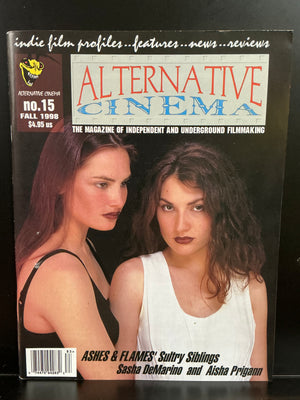 indie film profiles...features...news...reviews
ALTERNATIVE CINEMA
no.15
FALL 1998
$4.95 us
ALTERNATIVE
CINEMA
THE MAGAZINE OF INDEPENDENT AND UNDERGROUND FILMMAKING
ASHES & FLAMES' Sultry Siblings
Sasha DeMarino and Aisha Prigann